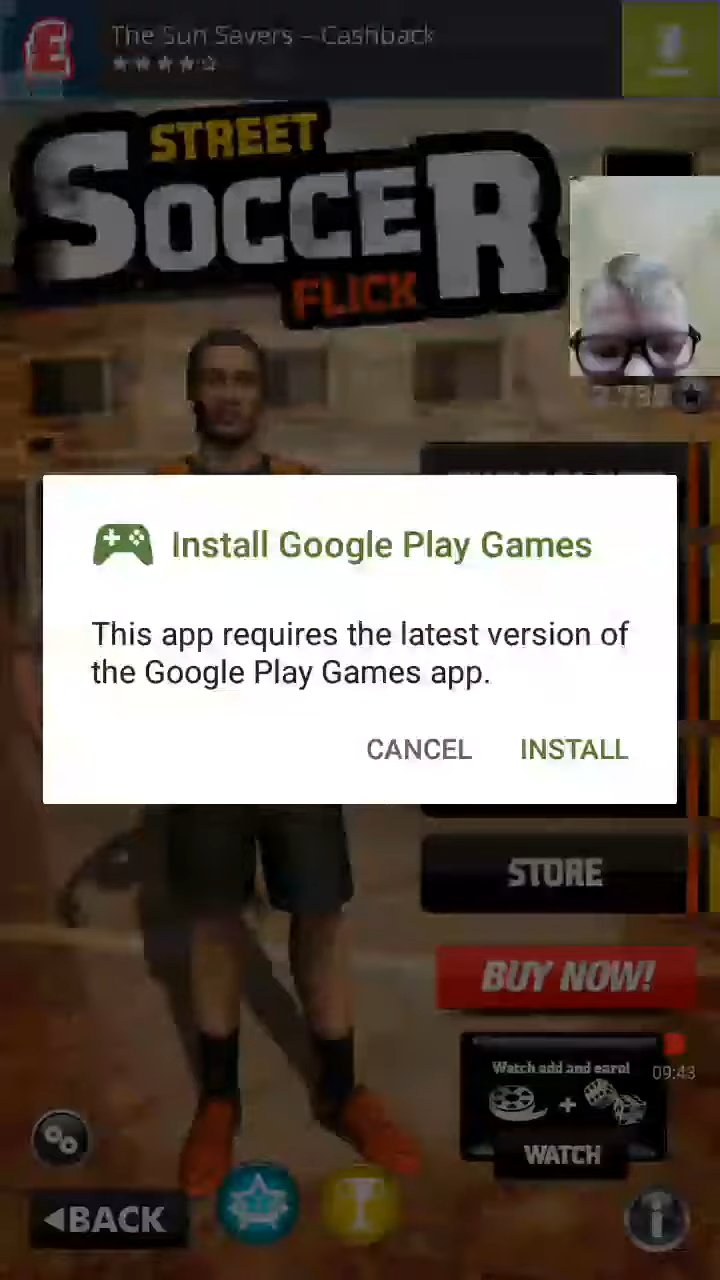 The Sun Savers – Cashback
STREET
SOCCER
FLICK
Install Google Play Games
This app requires the latest version of
the Google Play Games app.
CANCEL INSTALL
STORE
BUY NOW!
Watch add and earn!
09:43
+
WATCH
BACK